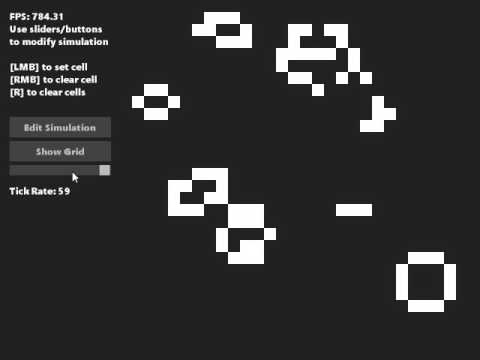 FPS: 784.31
Use sliders/buttons
to modify simulation
[LMB] to set cell
[RMB] to clear cell
[R] to clear cells
Edit Simulation
Show Grid
Tick Rate: 59